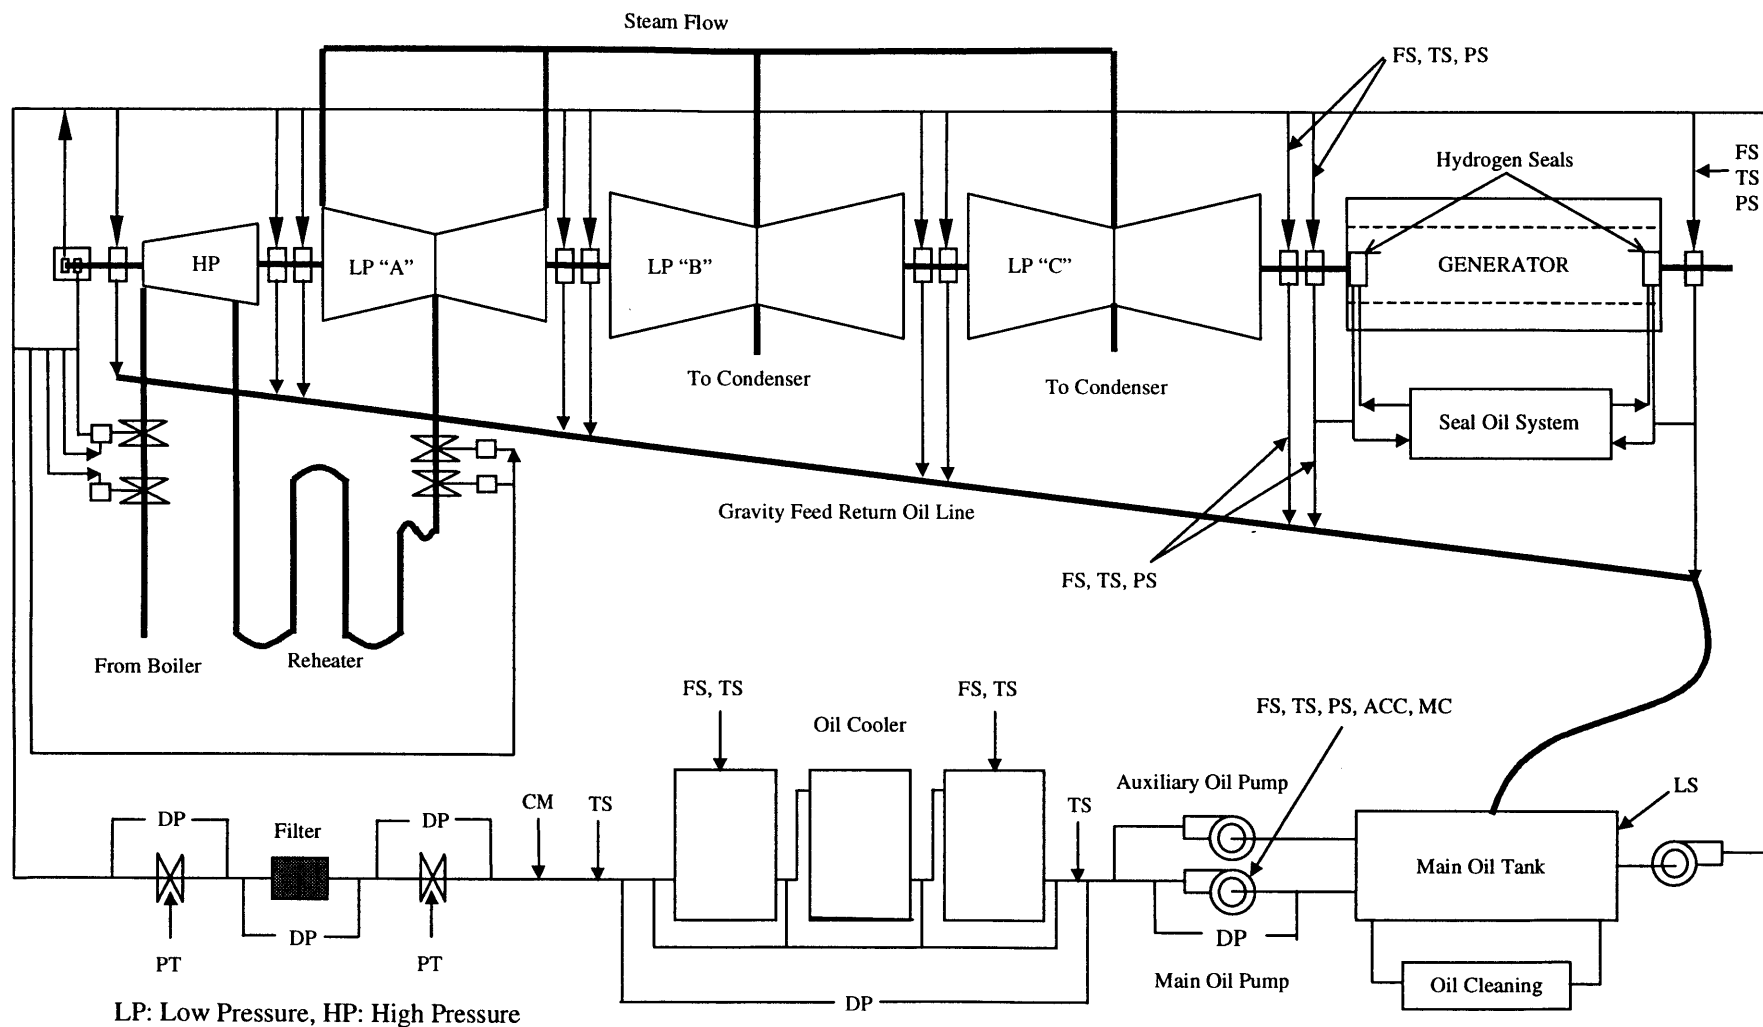 Steam Flow
FS, TS, PS
Hydrogen Seals
FS
TS
PS
HP
LP “A”
LP “B”
LP “C”
GENERATOR
To Condenser
To Condenser
Seal Oil System
Gravity Feed Return Oil Line
FS, TS, PS
From Boiler
Reheater
FS, TS
FS, TS
Oil Cooler
FS, TS, PS, ACC, MC
Auxiliary Oil Pump
LS
DP
Filter
DP
CM
TS
TS
Main Oil Tank
DP
DP
PT
PT
Main Oil Pump
Oil Cleaning
DP
LP: Low Pressure, HP: High Pressure